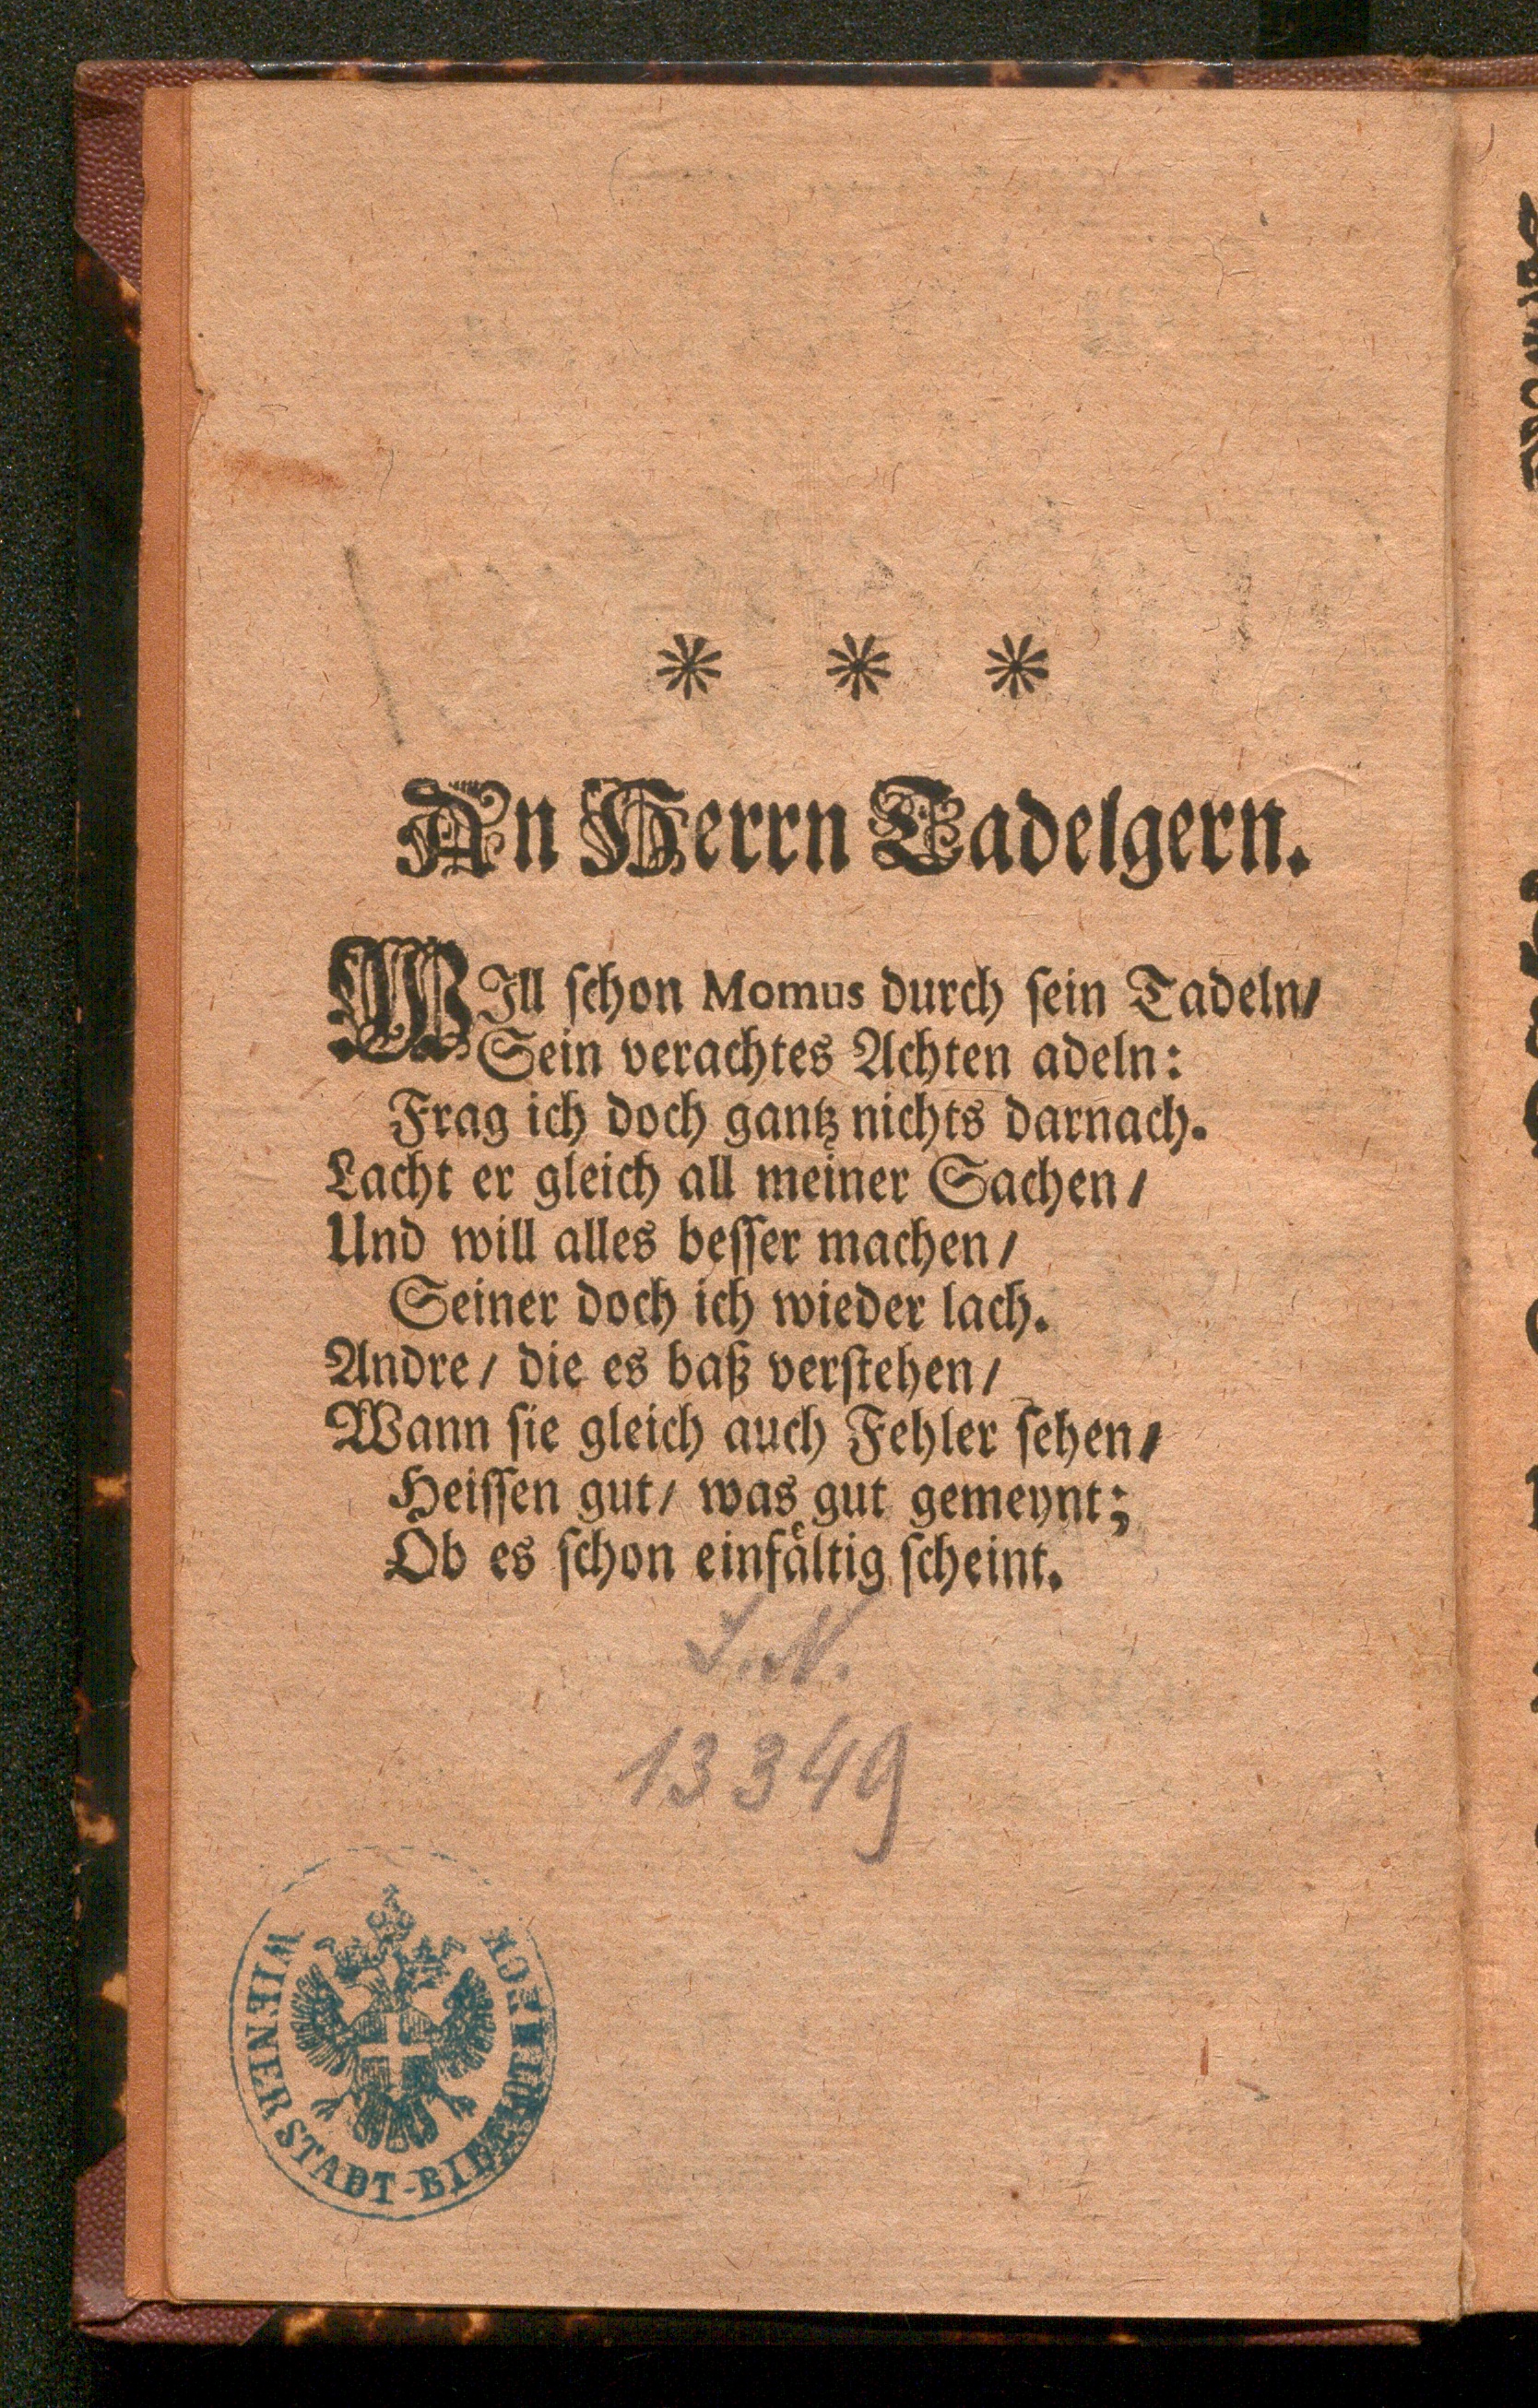 * * *
An Herrn Tadelgern.
WIll schon Momus durch sein Tadeln/
Sein verachtes Achten adeln:
Frag ich doch gantz nichts darnach.
Lacht er gleich all meiner Sachen/
Und will alles besser machen/
Seiner doch ich wieder lach.
Andre/ die es baß verstehen/
Wann sie gleich auch Fehler sehen/
Heissen gut/ was gut gemeynt;
Ob es schon einfältig scheint.
I.N.
13349
WIENER STADT-BIBLIOTHECK